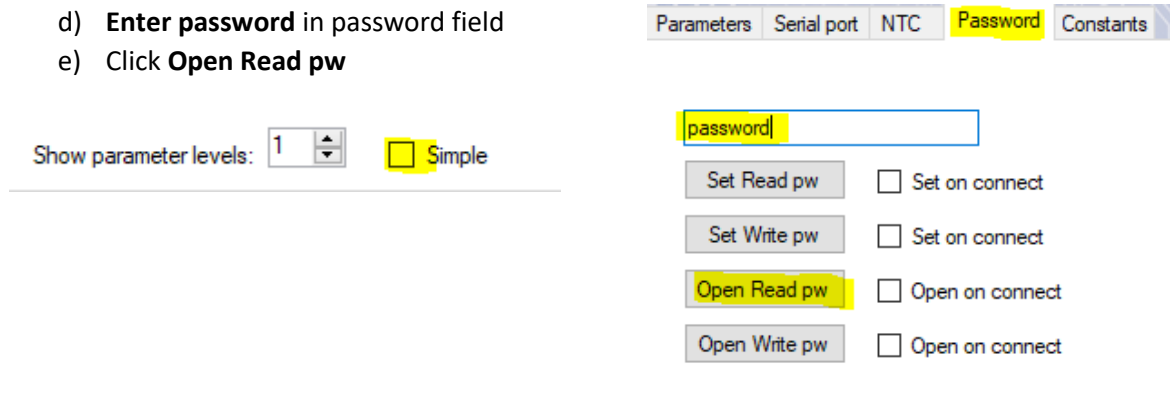 d) Enter password in password field
e) Click Open Read pw
Show parameter levels: 1 Simple
Parameters Serial port NTC Password Constants
password
Set Read pw Set on connect
Set Write pw Set on connect
Open Read pw Open on connect
Open Write pw Open on connect